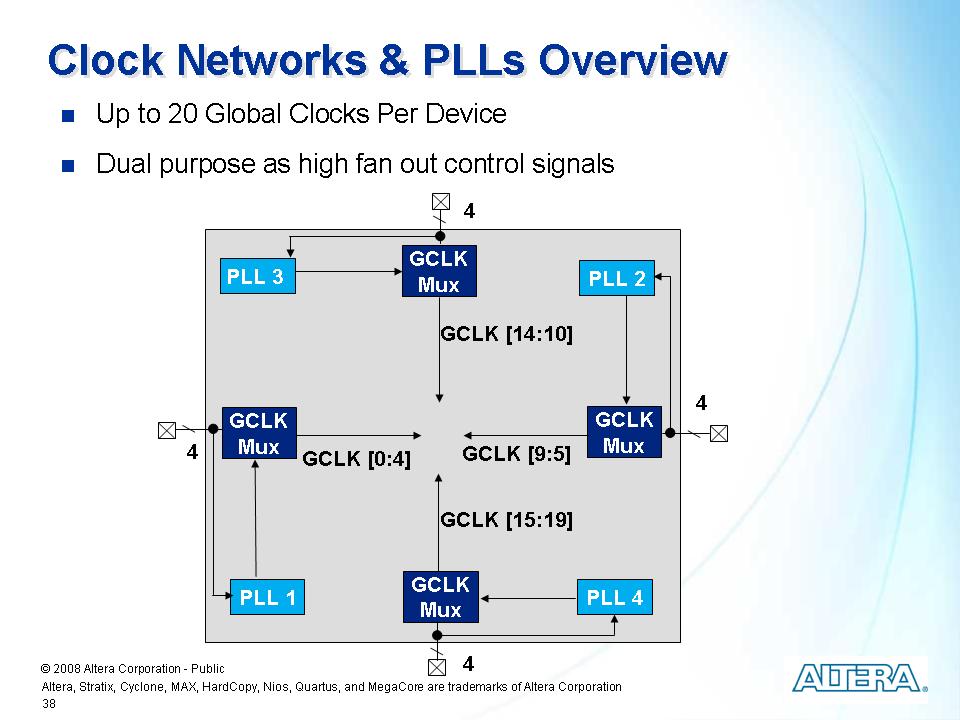 Clock Networks & PLLs Overview
Up to 20 Global Clocks Per Device
Dual purpose as high fan out control signals
4
PLL 3
GCLK
Mux
PLL 2
GCLK [14:10]
4
GCLK
Mux
GCLK
Mux
4
GCLK [0:4]
GCLK [9:5]
GCLK [15:19]
PLL 1
GCLK
Mux
PLL 4
4
© 2008 Altera Corporation - Public
Altera, Stratix, Cyclone, MAX, HardCopy, Nios, Quartus, and MegaCore are trademarks of Altera Corporation
38
ALTERA®